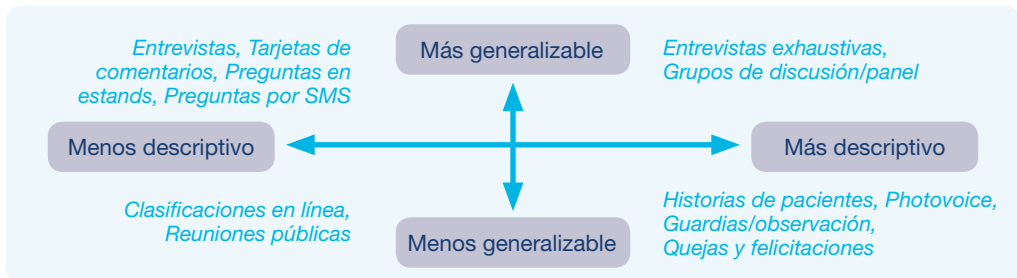 Entrevistas, Tarjetas de
comentarios, Preguntas en
estands, Preguntas por SMS
Más generalizable
Entrevistas exhaustivas,
Grupos de discusión/panel
Menos descriptivo
Más descriptivo
Clasificaciones en línea,
Reuniones públicas
Menos generalizable
Historias de pacientes, Photovoice,
Guardias/observación,
Quejas y felicitaciones